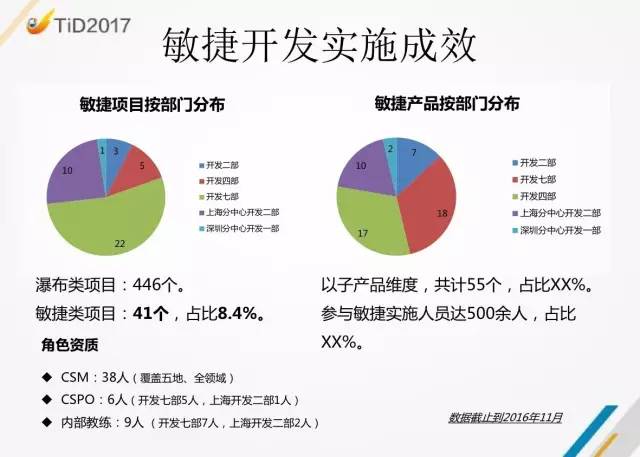 TiD2017
敏捷开发实施成效
敏捷项目按部门分布
1
3
5
10
22
开发二部
开发四部
开发七部
上海分中心开发二部
深圳分中心开发一部
敏捷产品按部门分布
2
7
10
18
17
开发二部
开发七部
开发四部
上海分中心开发二部
深圳分中心开发一部
瀑布类项目：446个。
敏捷类项目：41个，占比8.4%。
以子产品维度，共计55个，占比XX%。
参与敏捷实施人员达500余人，占比
XX%。
角色资质
◆ CSM：38人（覆盖五地、全领域）
◆ CSPO：6人（开发七部5人，上海开发二部1人）
◆ 内部教练：9人 （开发七部7人，上海开发二部2人）
数据截止到2016年11月